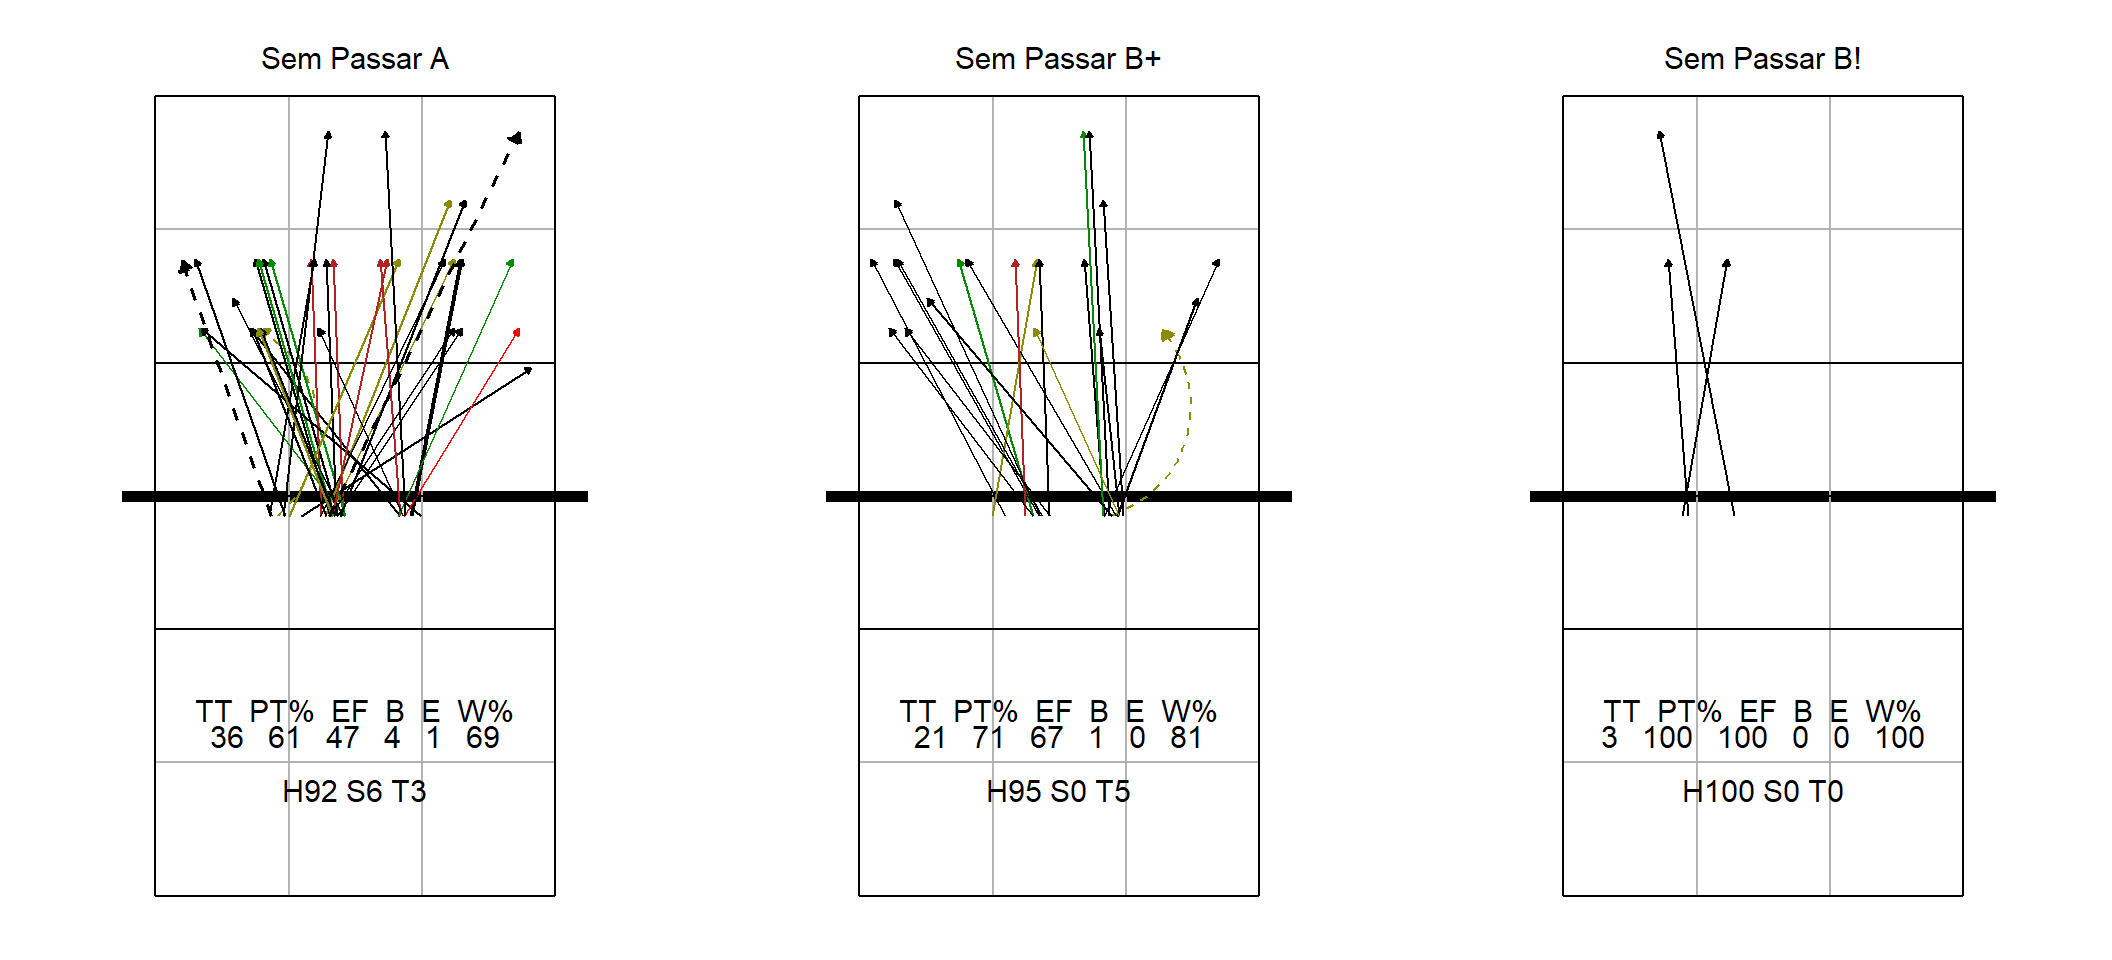 Sem Passar A
TT PT% EF B E W%
36 61 47 4 1 69
H92 S6 T3
Sem Passar B+
TT PT% EF B E W%
21 71 67 1 0 81
H95 S0 T5
Sem Passar B!
TT PT% EF B E W%
3 100 100 0 0 100
H100 S0 T0